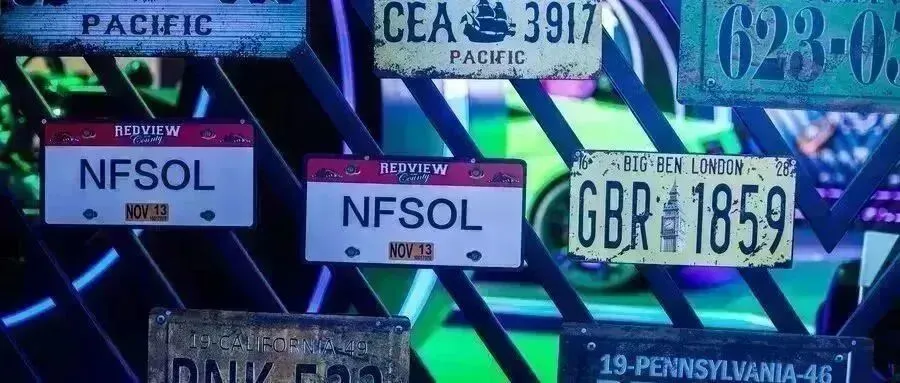 PACIFIC
CEA 3917
PACIFIC
623-0
REDVIEW
County
NFSOL
NOV 13
REDVIEW
County
NFSOL
NOV 13
16 BIG BEN LONDON 28
GBR 1859
19-CALIFORNIA-49
19-PENNSYLVANIA-46